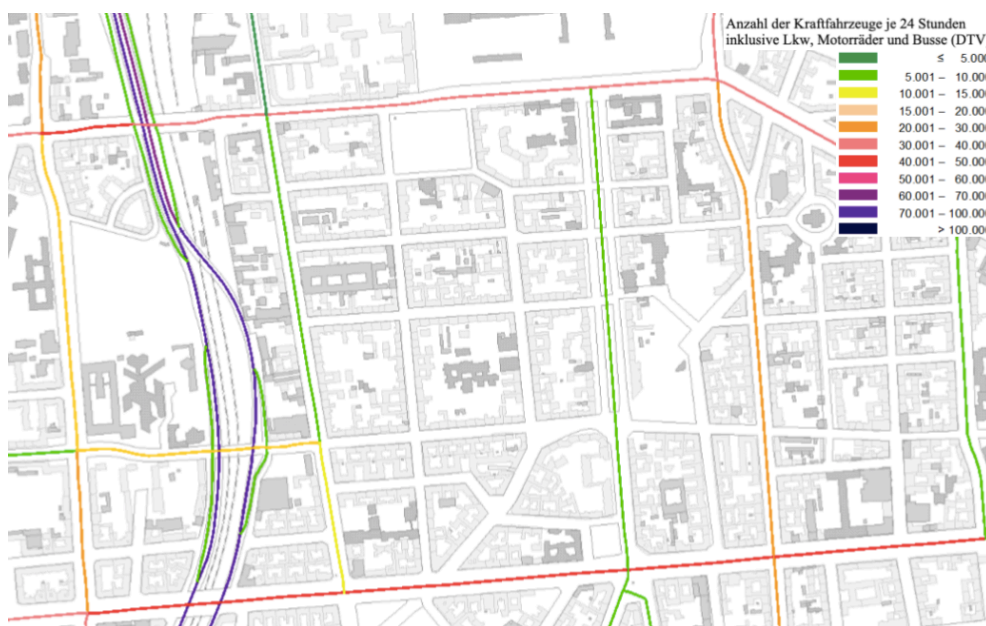 Anzahl der Kraftfahrzeuge je 24 Stunden
inklusive Lkw, Motorräder und Busse (DTV
≤ 5.000
5.001 – 10.000
10.001 – 15.000
15.001 – 20.000
20.001 – 30.000
30.001 – 40.000
40.001 – 50.000
50.001 – 60.000
60.001 – 70.000
70.001 – 100.000
> 100.000